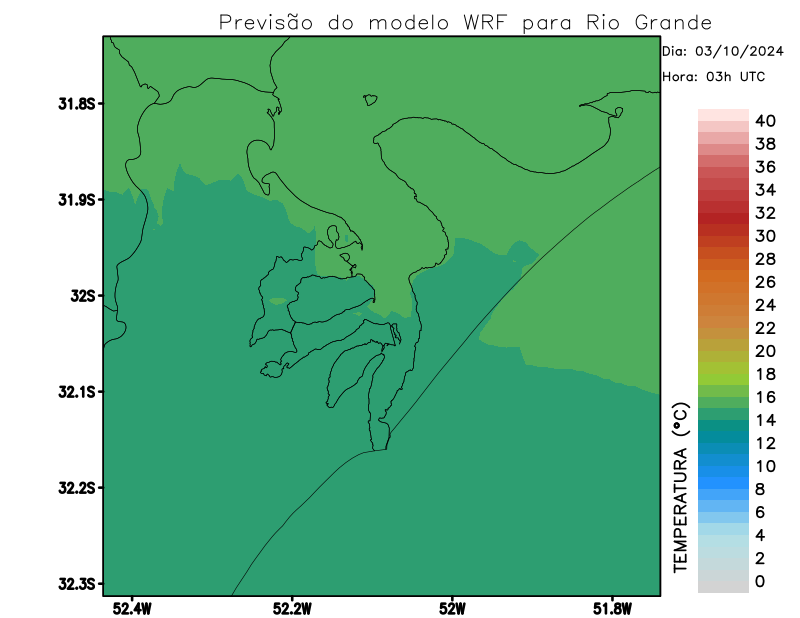 Previsão do modelo WRF para Rio Grande
Dia: 03/10/2024
Hora: 03h UTC
31.8S
31.9S
32S
32.1S
32.2S
32.3S
52.4W
52.2W
52W
51.8W
TEMPERATURA (°C)
40
38
36
34
32
30
28
26
24
22
20
18
16
14
12
10
8
6
4
2
0